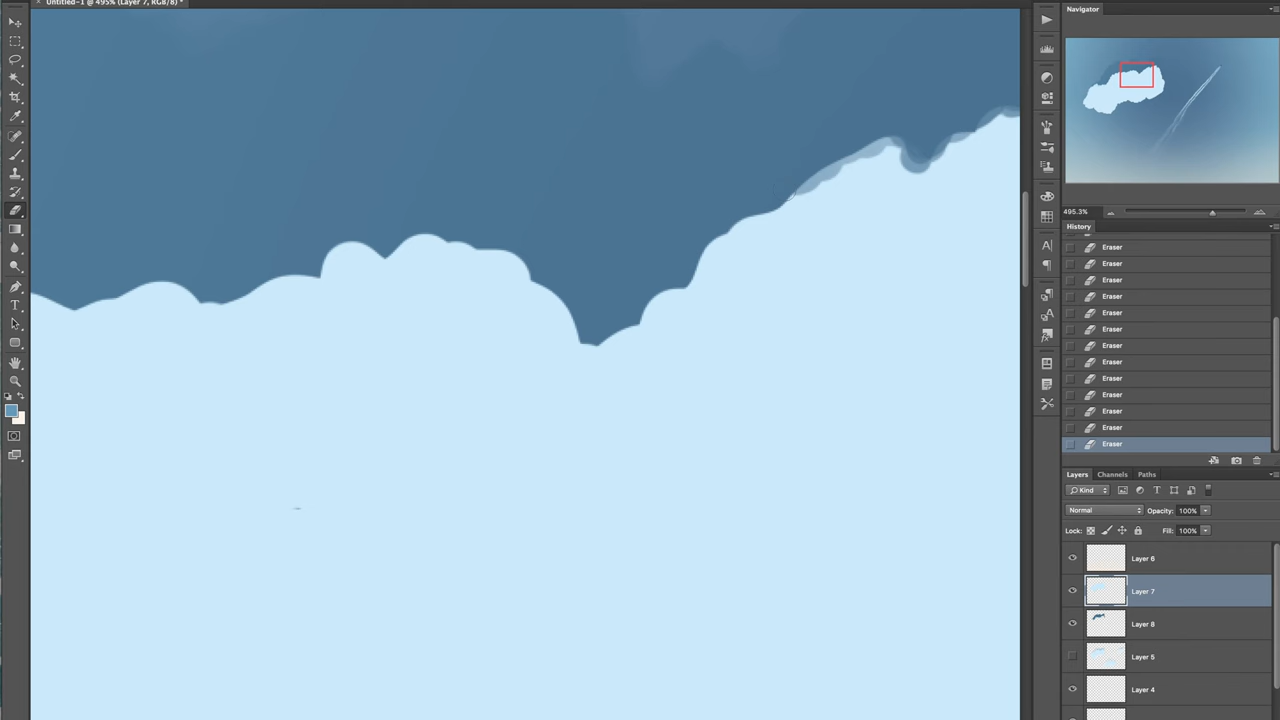 Untitled-1 @ 495% (Layer 7, RGB/8) *
Navigator
495.3%
History
Eraser
Eraser
Eraser
Eraser
Eraser
Eraser
Eraser
Eraser
Eraser
Eraser
Eraser
Eraser
Eraser
Layers Channels Paths
Kind
Normal Opacity: 100%
Lock: Fill: 100%
Layer 6
Layer 7
Layer 8
Layer 5
Layer 4